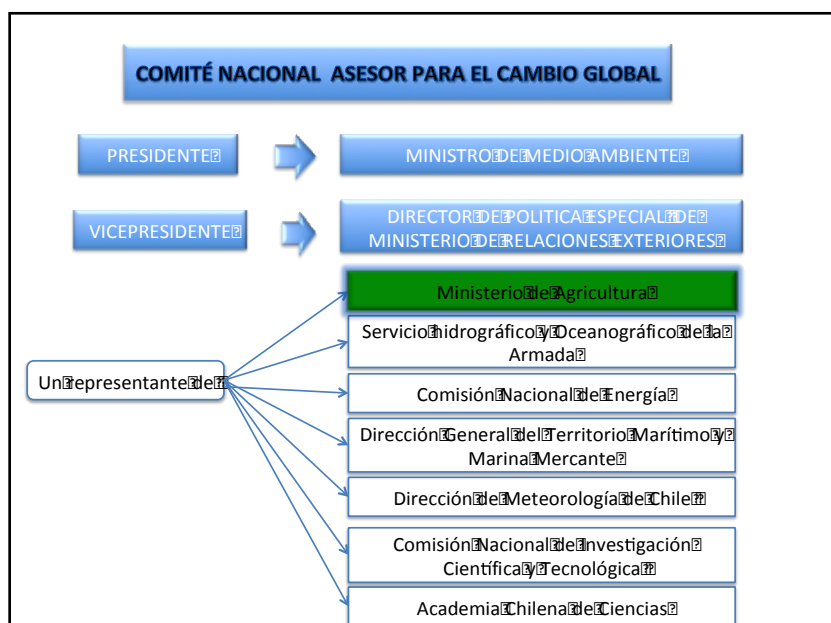 COMITÉ NACIONAL ASESOR PARA EL CAMBIO GLOBAL
PRESIDENTE
MINISTRO DE MEDIO AMBIENTE
VICEPRESIDENTE
DIRECTOR DE POLITICA ESPECIAL DE
MINISTERIO DE RELACIONES EXTERIORES
Un representante de
Ministerio de Agricultura
Servicio hidrográfico y Oceanográfico de la
Armada
Comisión Nacional de Energía
Dirección General del Territorio Marítimo y
Marina Mercante
Dirección de Meteorología de Chile
Comisión Nacional de Investigación
Científica y Tecnológica
Academia Chilena de Ciencias